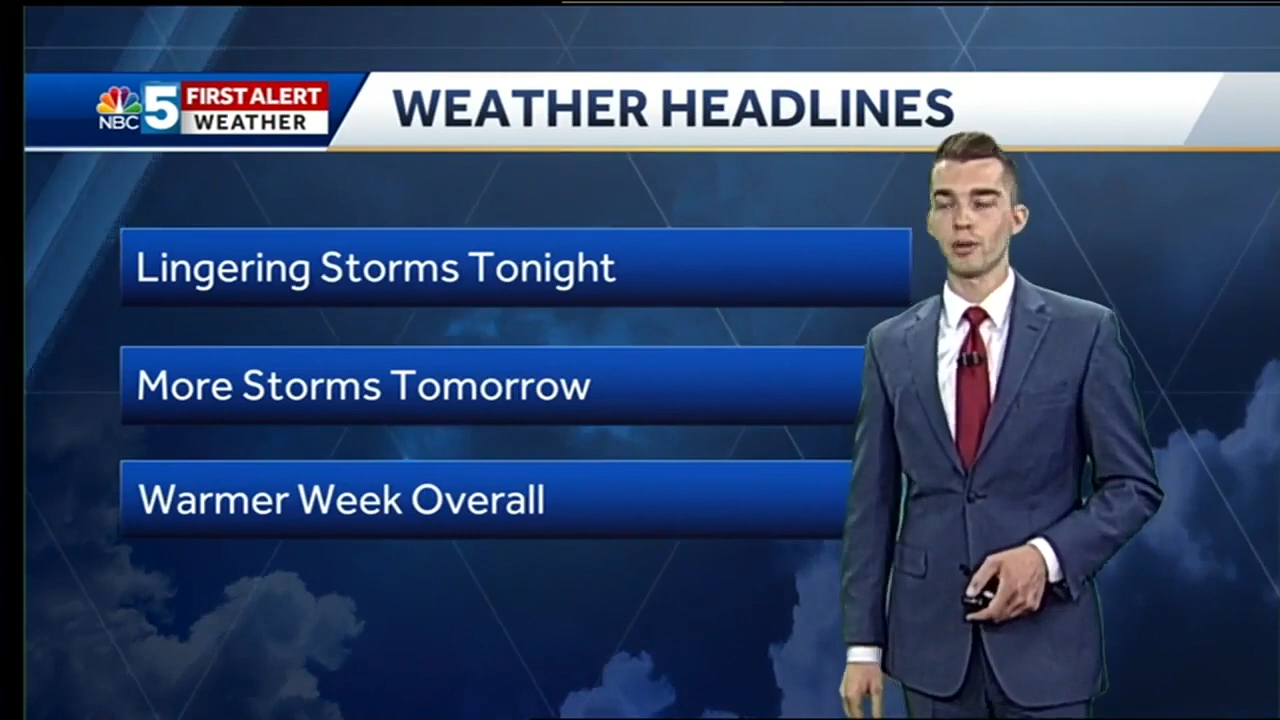 NBC 5 FIRST ALERT
WEATHER
WEATHER HEADLINES
Lingering Storms Tonight
More Storms Tomorrow
Warmer Week Overall